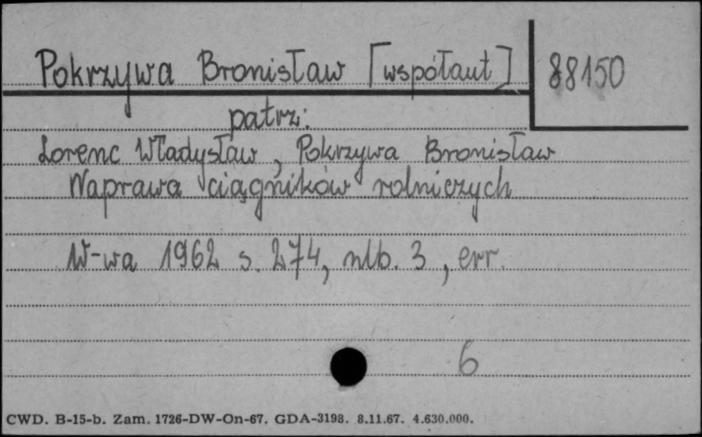 Pokrzywa Bronisław [współaut] 88150
patrz:
Lorenc Władysław, Pokrzywa Bronisław
Naprawa ciągników rolniczych
W-wa 1962 s. 274, nlb. 3, err.
6
CWD. B-15-b. Zam. 1726-DW-On-67. GDA-3198. 8.11.67. 4.630.000.